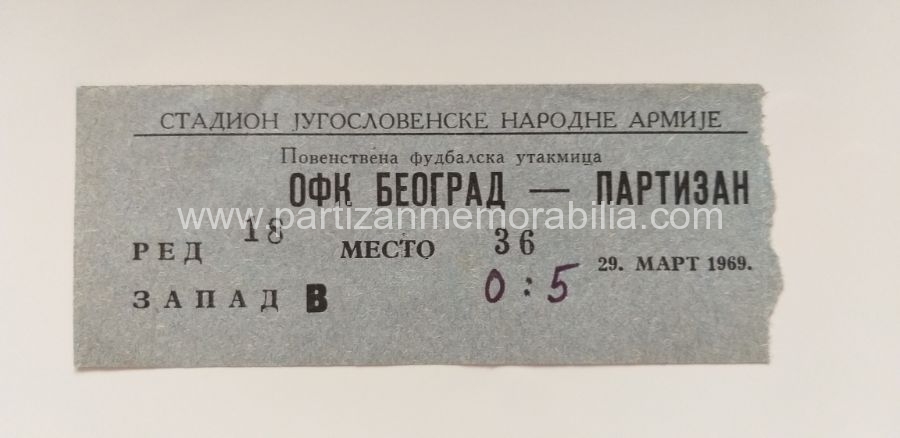 СТАДИОН ЈУГОСЛОВЕНСКЕ НАРОДНЕ АРМИЈЕ
Повенствена фудбалска утакмица
ОФК БЕОГРАД — ПАРТИЗАН
www.partizanmemorabilia.com
РЕД 18 МЕСТО 36
29. МАРТ 1969.
ЗАПАД В 0:5